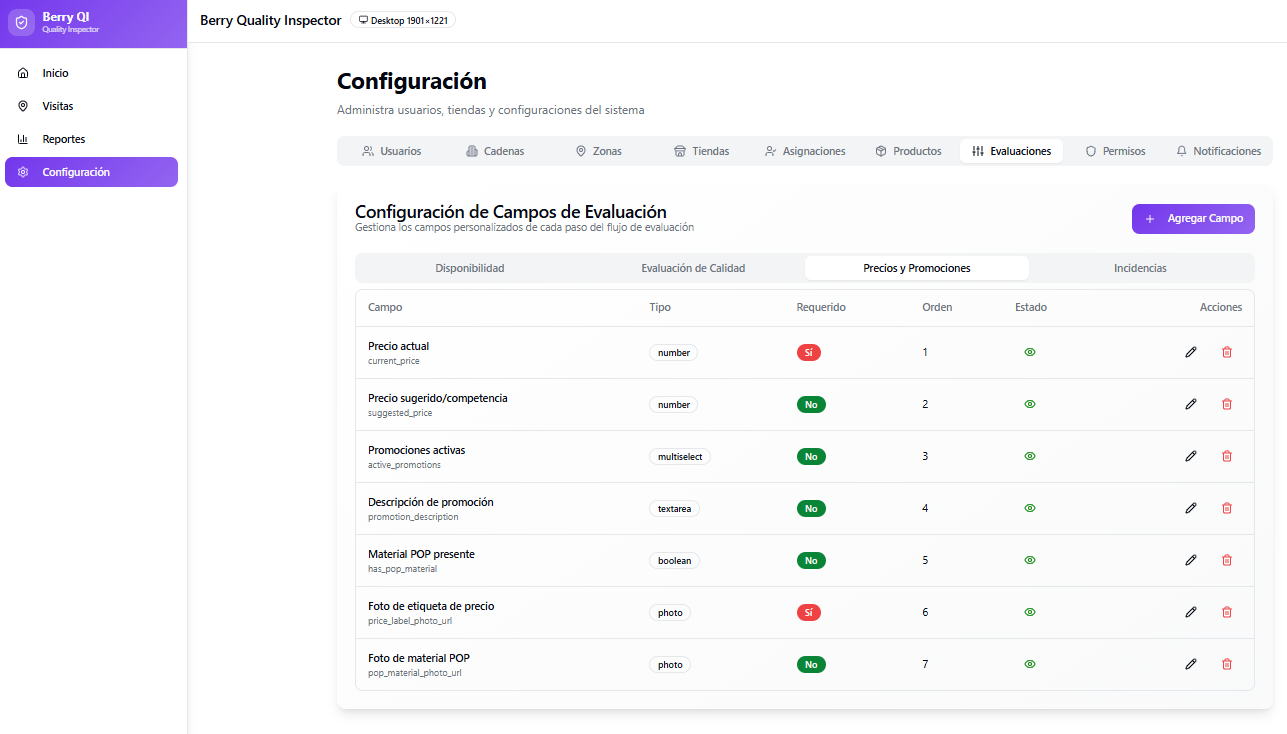 Berry QI
Quality Inspector
Berry Quality Inspector
Desktop 1901×1221
Inicio
Visitas
Reportes
Configuración
Configuración
Administra usuarios, tiendas y configuraciones del sistema
Usuarios Cadenas Zonas Tiendas Asignaciones Productos Evaluaciones Permisos Notificaciones
Configuración de Campos de Evaluación
Gestiona los campos personalizados de cada paso del flujo de evaluación
+ Agregar Campo
Disponibilidad Evaluación de Calidad Precios y Promociones Incidencias
Campo Tipo Requerido Orden Estado Acciones
Precio actual
current_price
number Sí 1
Precio sugerido/competencia
suggested_price
number No 2
Promociones activas
active_promotions
multiselect No 3
Descripción de promoción
promotion_description
textarea No 4
Material POP presente
has_pop_material
boolean No 5
Foto de etiqueta de precio
price_label_photo_url
photo Sí 6
Foto de material POP
pop_material_photo_url
photo No 7